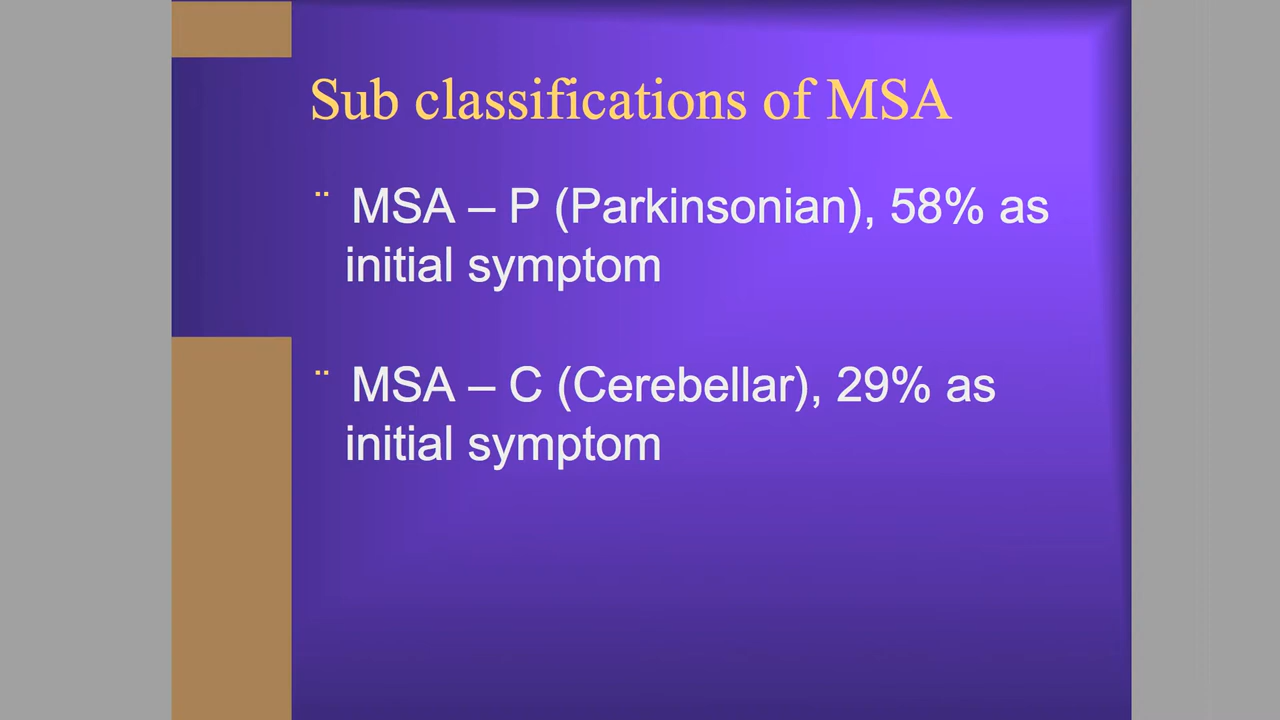 Sub classifications of MSA
¨ MSA – P (Parkinsonian), 58% as
initial symptom
¨ MSA – C (Cerebellar), 29% as
initial symptom